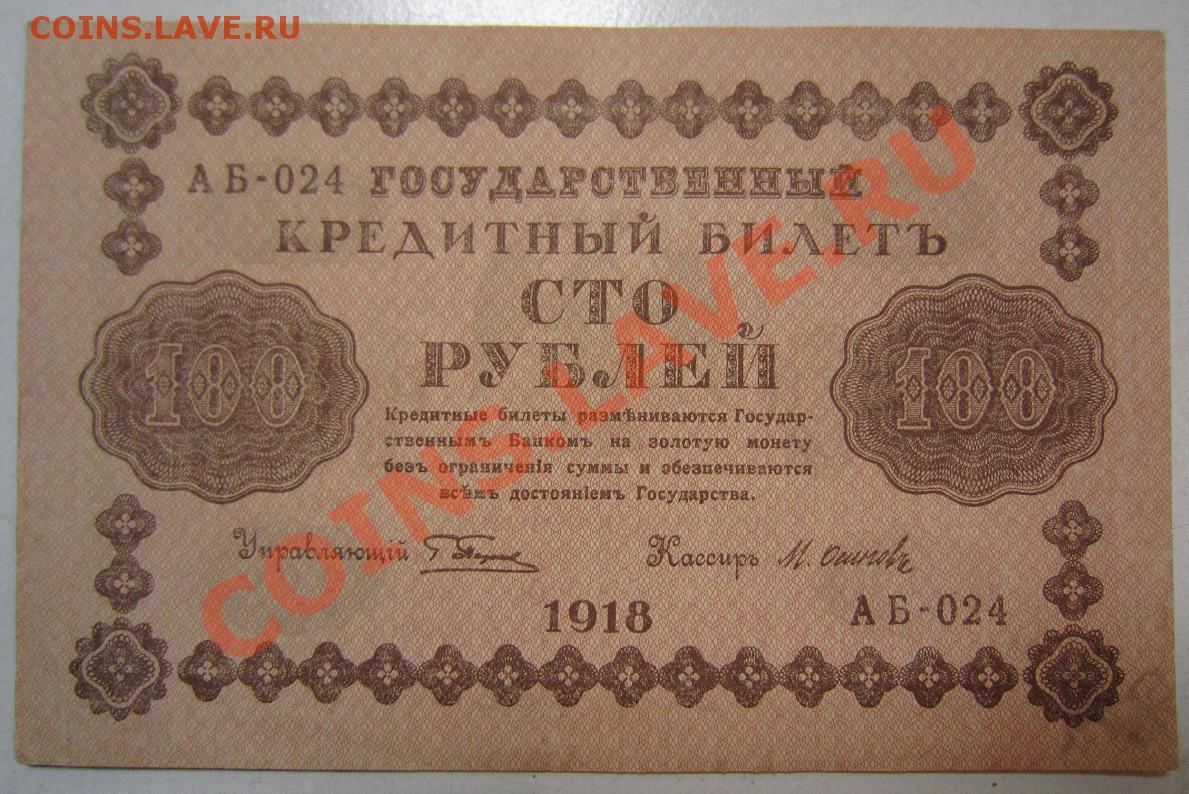 COINS.LAVE.RU
АБ-024 ГОСУДАРСТВЕННЫЙ
КРЕДИТНЫЙ БИЛЕТЪ
СТО
РУБЛЕЙ
100
100
Кредитные билеты размѣниваются Государ-
ственнымъ Банкомъ на золотую монету
безъ ограниченія суммы и обезпечиваются
всѣмъ достояніемъ Государства.
Управляющій
Кассиръ М. Осиповъ
1918
АБ-024
COINS.LAVE.RU